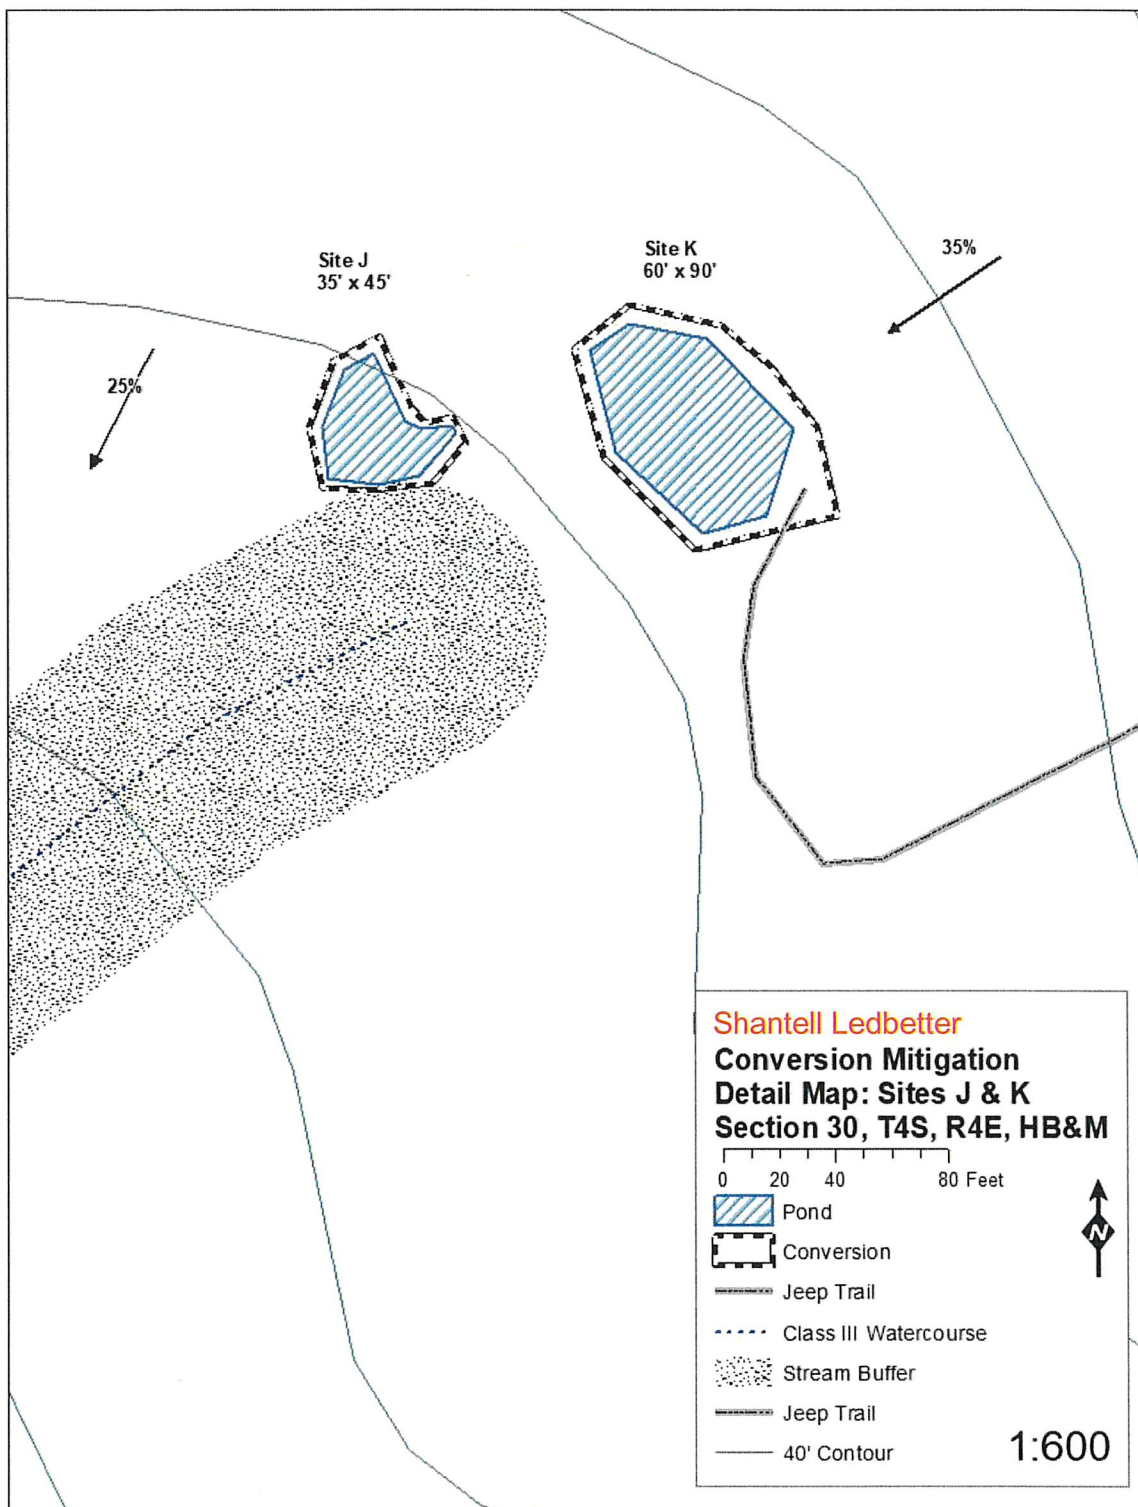 Site J
35' x 45'
Site K
60' x 90'
35%
25%
Shantell Ledbetter
Conversion Mitigation
Detail Map: Sites J & K
Section 30, T4S, R4E, HB&M
0 20 40 80 Feet
Pond
N
Conversion
Jeep Trail
Class III Watercourse
Stream Buffer
Jeep Trail
40' Contour
1:600